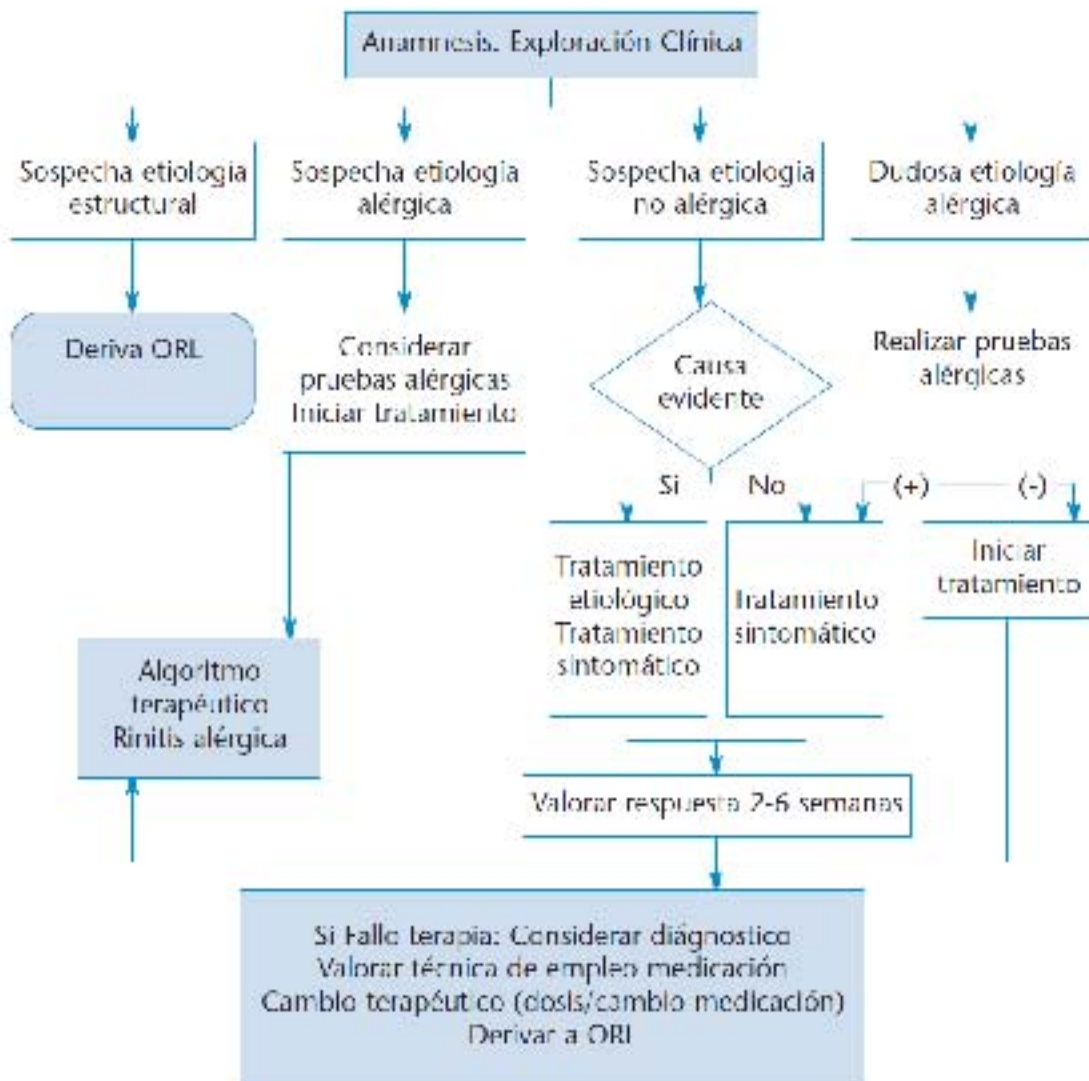 Anamnesis. Exploración Clínica
Sospecha etiología
estructural
Sospecha etiología
alérgica
Sospecha etiología
no alérgica
Dudosa etiología
alérgica
Deriva ORL
Considerar
pruebas alérgicas
Iniciar tratamiento
Causa
evidente
Realizar pruebas
alérgicas
Si
No
(+)
(-)
Tratamiento
etiológico
Tratamiento
sintomático
Tratamiento
sintomático
Iniciar
tratamiento
Algoritmo
terapéutico
Rinitis alérgica
Valorar respuesta 2-6 semanas
Si Fallo terapia: Considerar diágnostico
Valorar técnica de empleo medicación
Cambio terapéutico (dosis/cambio medicación)
Derivar a ORL